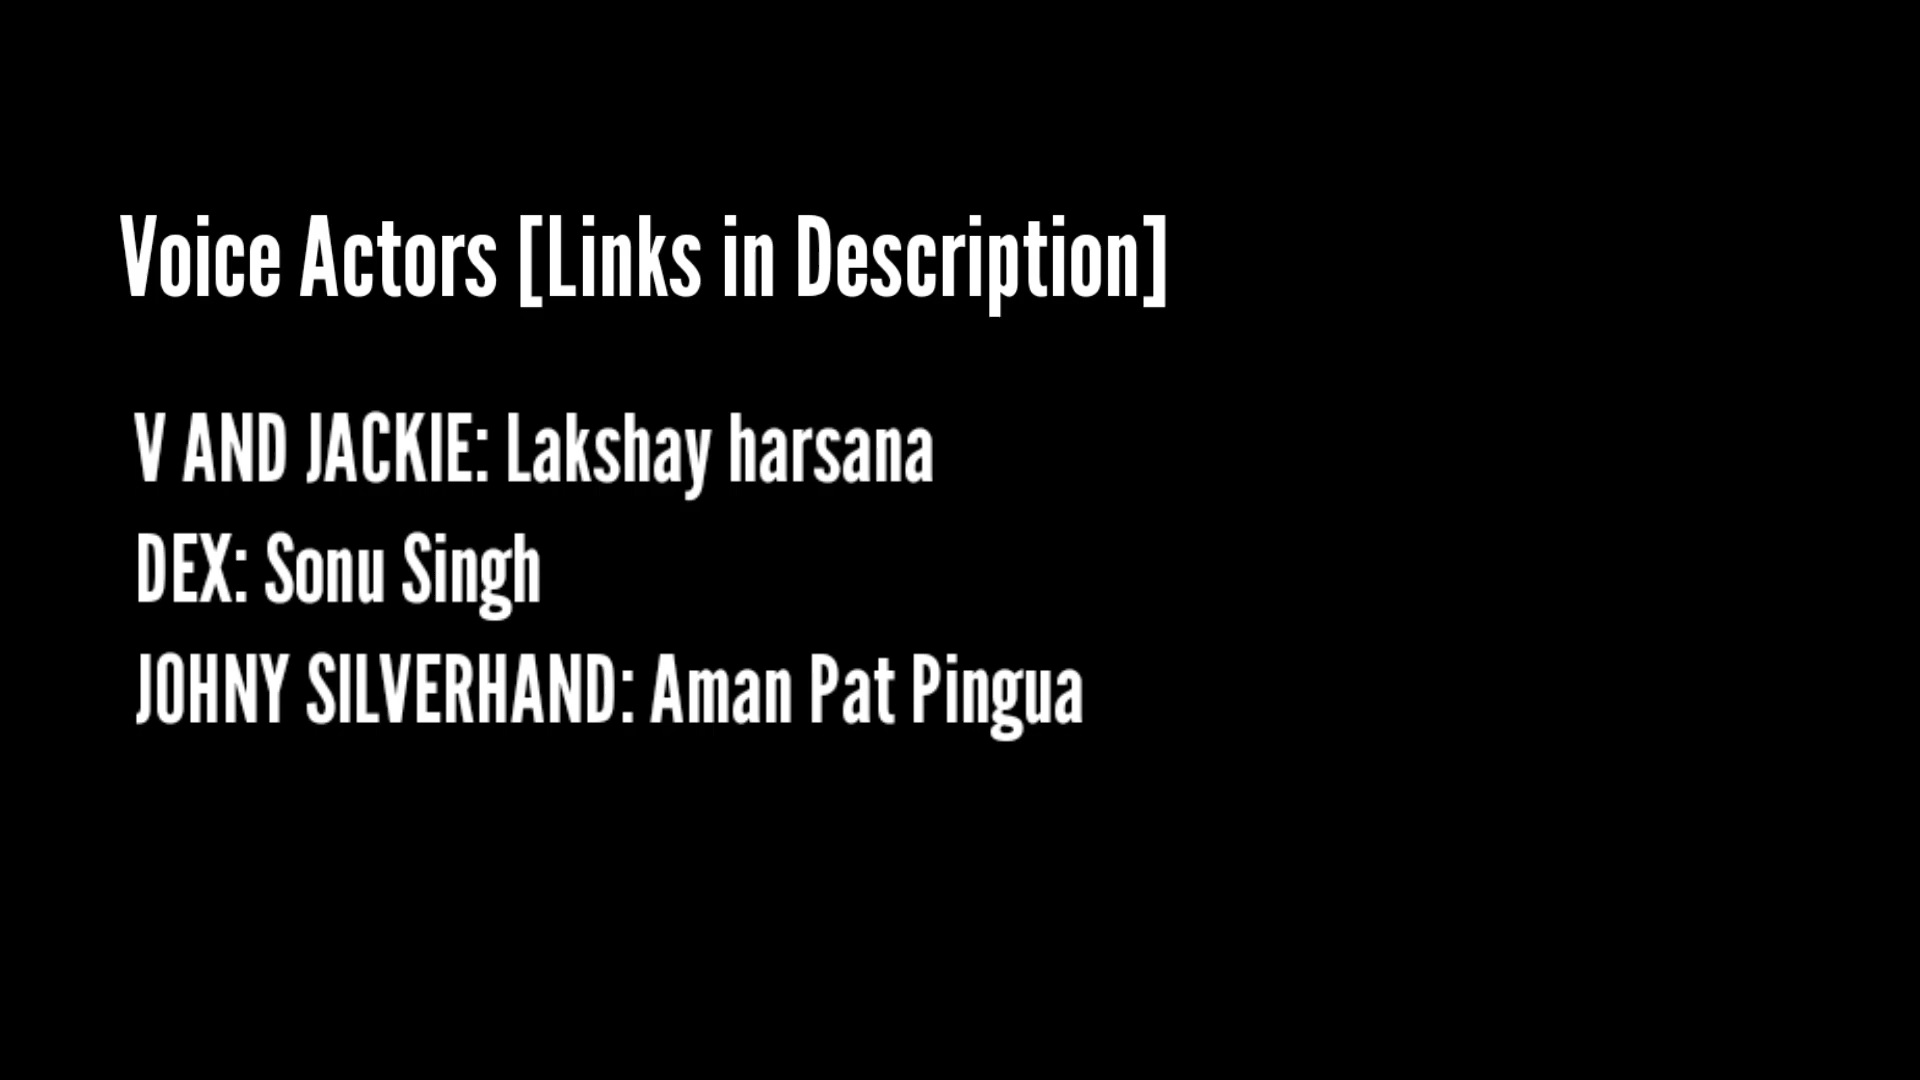 Voice Actors [Links in Description]
V AND JACKIE: Lakshay harsana
DEX: Sonu Singh
JOHNY SILVERHAND: Aman Pat Pingua